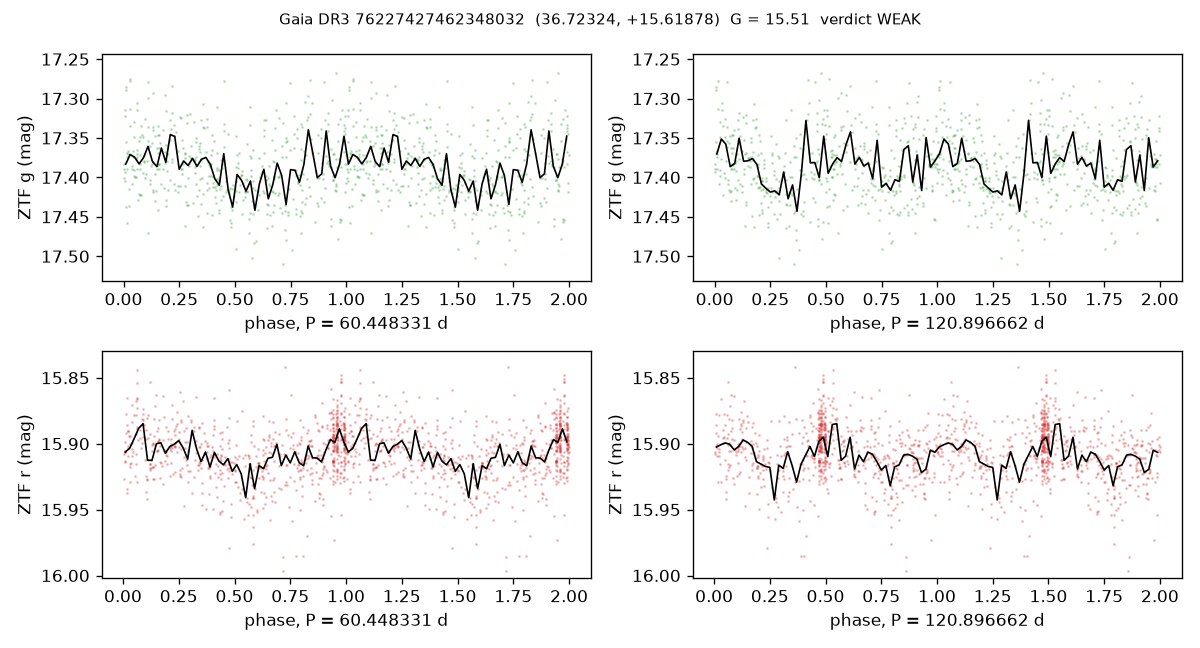 Gaia DR3 76227427462348032 (36.72324, +15.61878) G = 15.51 verdict WEAK
17.25
17.30
17.35
17.40
17.45
17.50
ZTF g (mag)
0.00 0.25 0.50 0.75 1.00 1.25 1.50 1.75 2.00
phase, P = 60.448331 d
17.25
17.30
17.35
17.40
17.45
17.50
ZTF g (mag)
0.00 0.25 0.50 0.75 1.00 1.25 1.50 1.75 2.00
phase, P = 120.896662 d
15.85
15.90
15.95
16.00
ZTF r (mag)
0.00 0.25 0.50 0.75 1.00 1.25 1.50 1.75 2.00
phase, P = 60.448331 d
15.85
15.90
15.95
16.00
ZTF r (mag)
0.00 0.25 0.50 0.75 1.00 1.25 1.50 1.75 2.00
phase, P = 120.896662 d